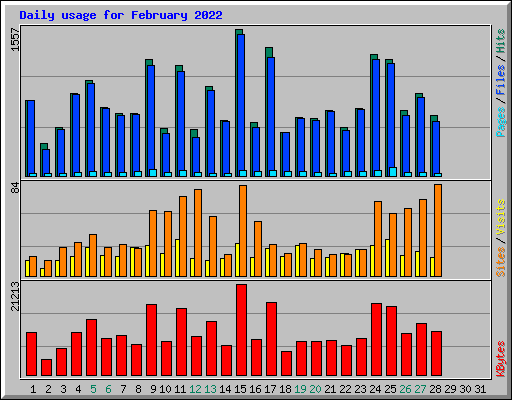 Daily usage for February 2022
1557
Pages / Files / Hits
84
Sites / Visits
21213
KBytes
1 2 3 4 5 6 7 8 9 10 11 12 13 14 15 16 17 18 19 20 21 22 23 24 25 26 27 28 29 30 31